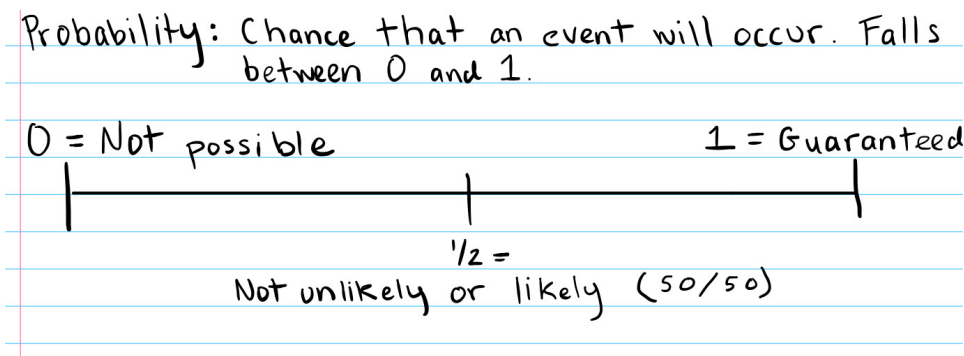 Probability: Chance that an event will occur. Falls
between 0 and 1.
0 = Not possible
1 = Guaranteed
1/2 =
Not unlikely or likely (50/50)